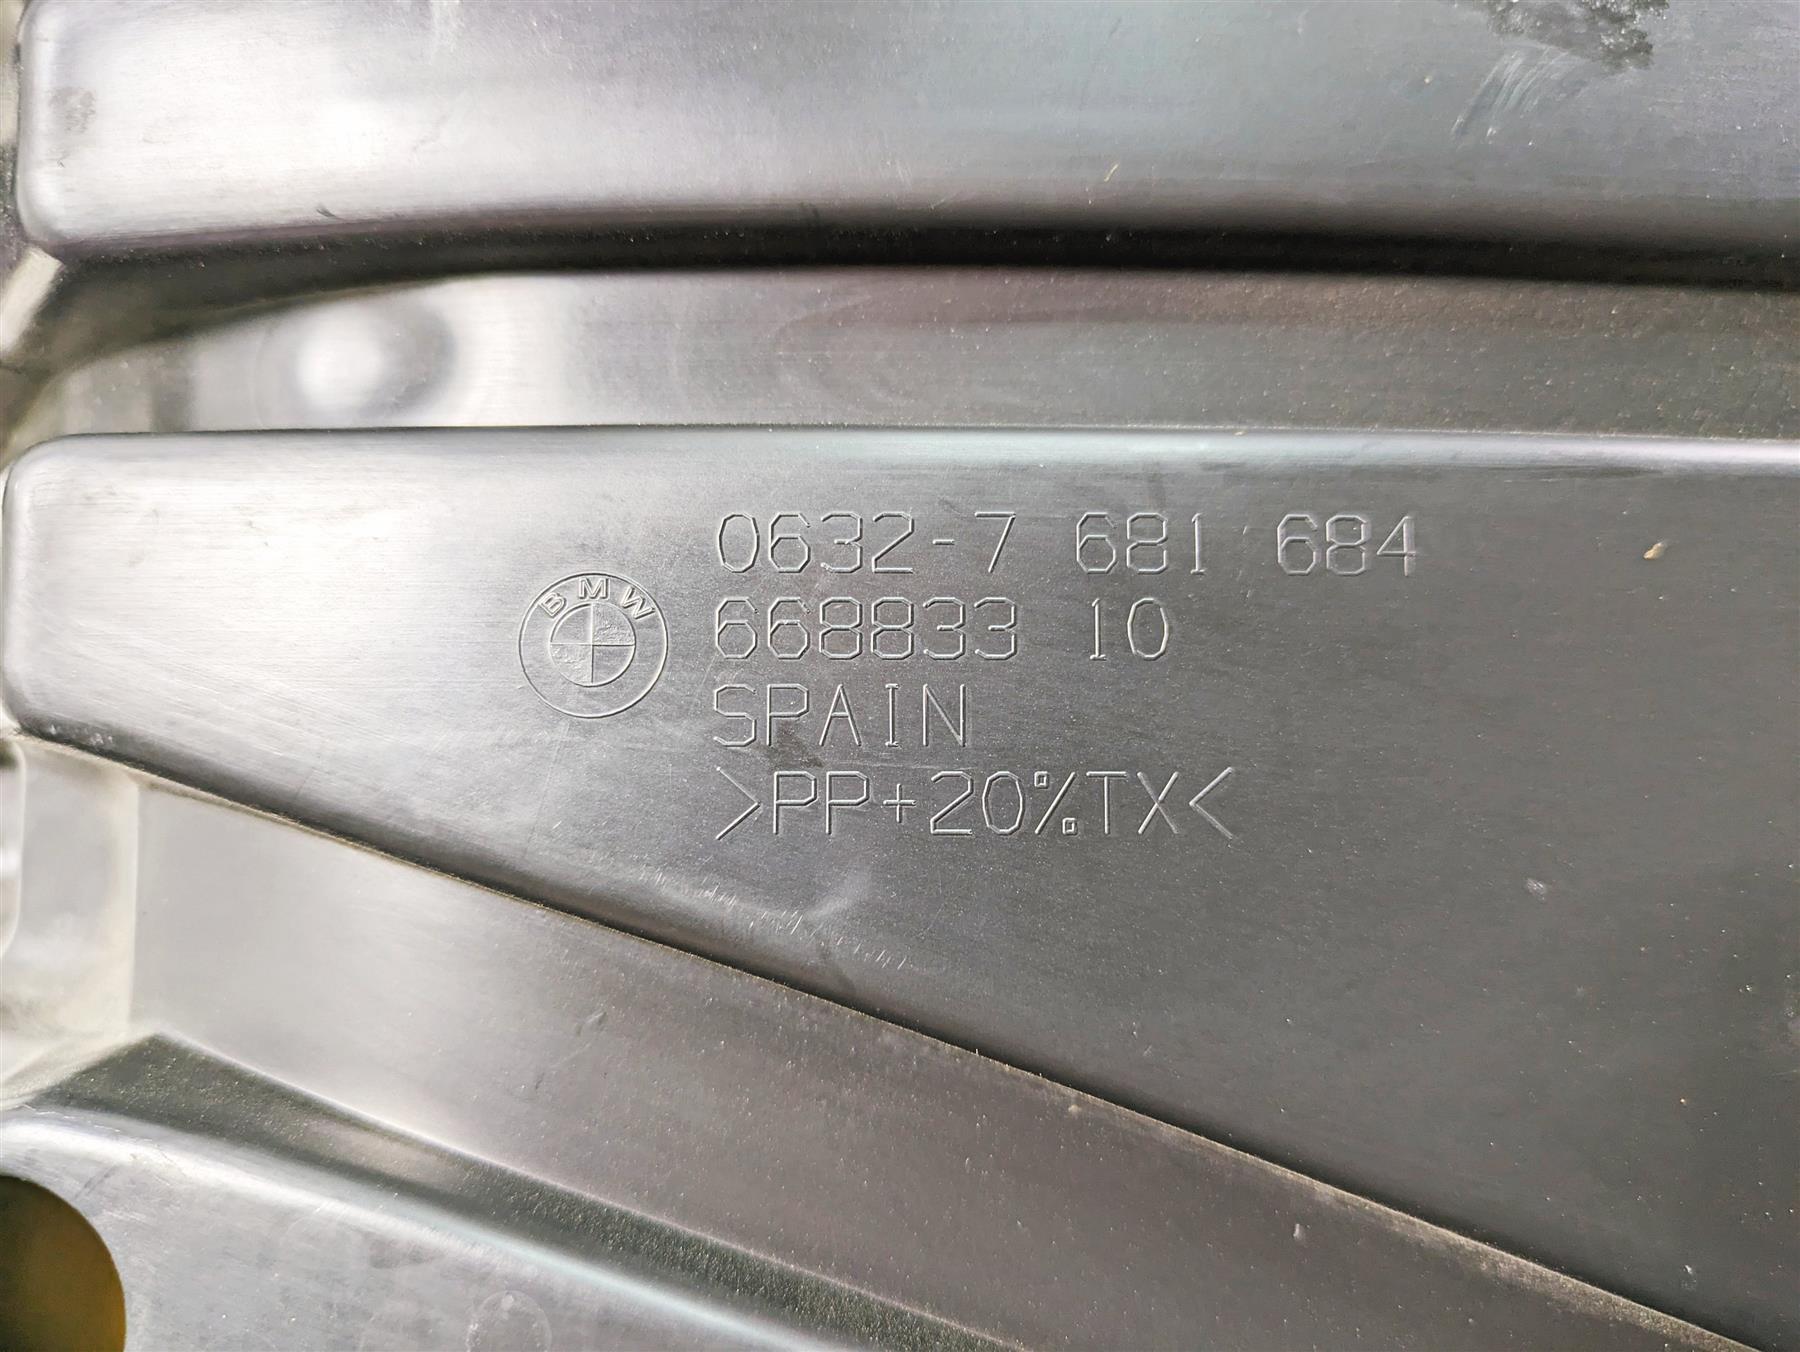 0632-7 681 684
BMW
668833 10
SPAIN
>PP+20%TX<